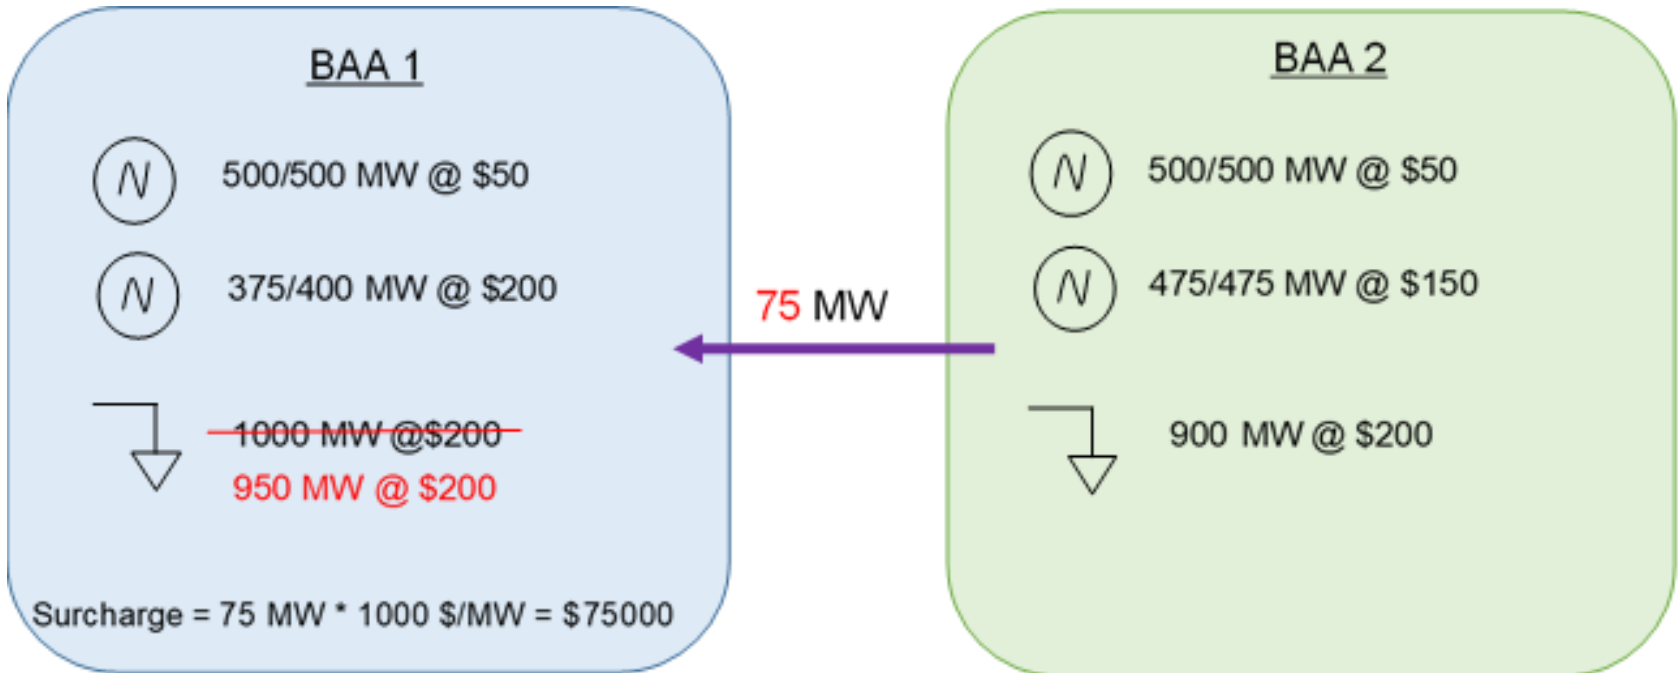 BAA 1
500/500 MW @ $50
375/400 MW @ $200
1000 MW @$200
950 MW @ $200
Surcharge = 75 MW * 1000 $/MW = $75000
75 MW
BAA 2
500/500 MW @ $50
475/475 MW @ $150
900 MW @ $200